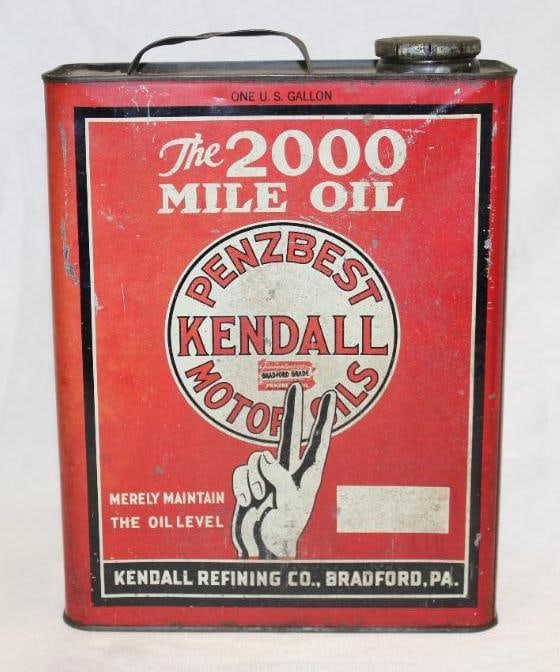 ONE U. S. GALLON
The 2000
MILE OIL
PENZBEST
KENDALL
BRADFORD GRADE
MOTOR OILS
MERELY MAINTAIN
THE OIL LEVEL
KENDALL REFINING CO., BRADFORD, PA.